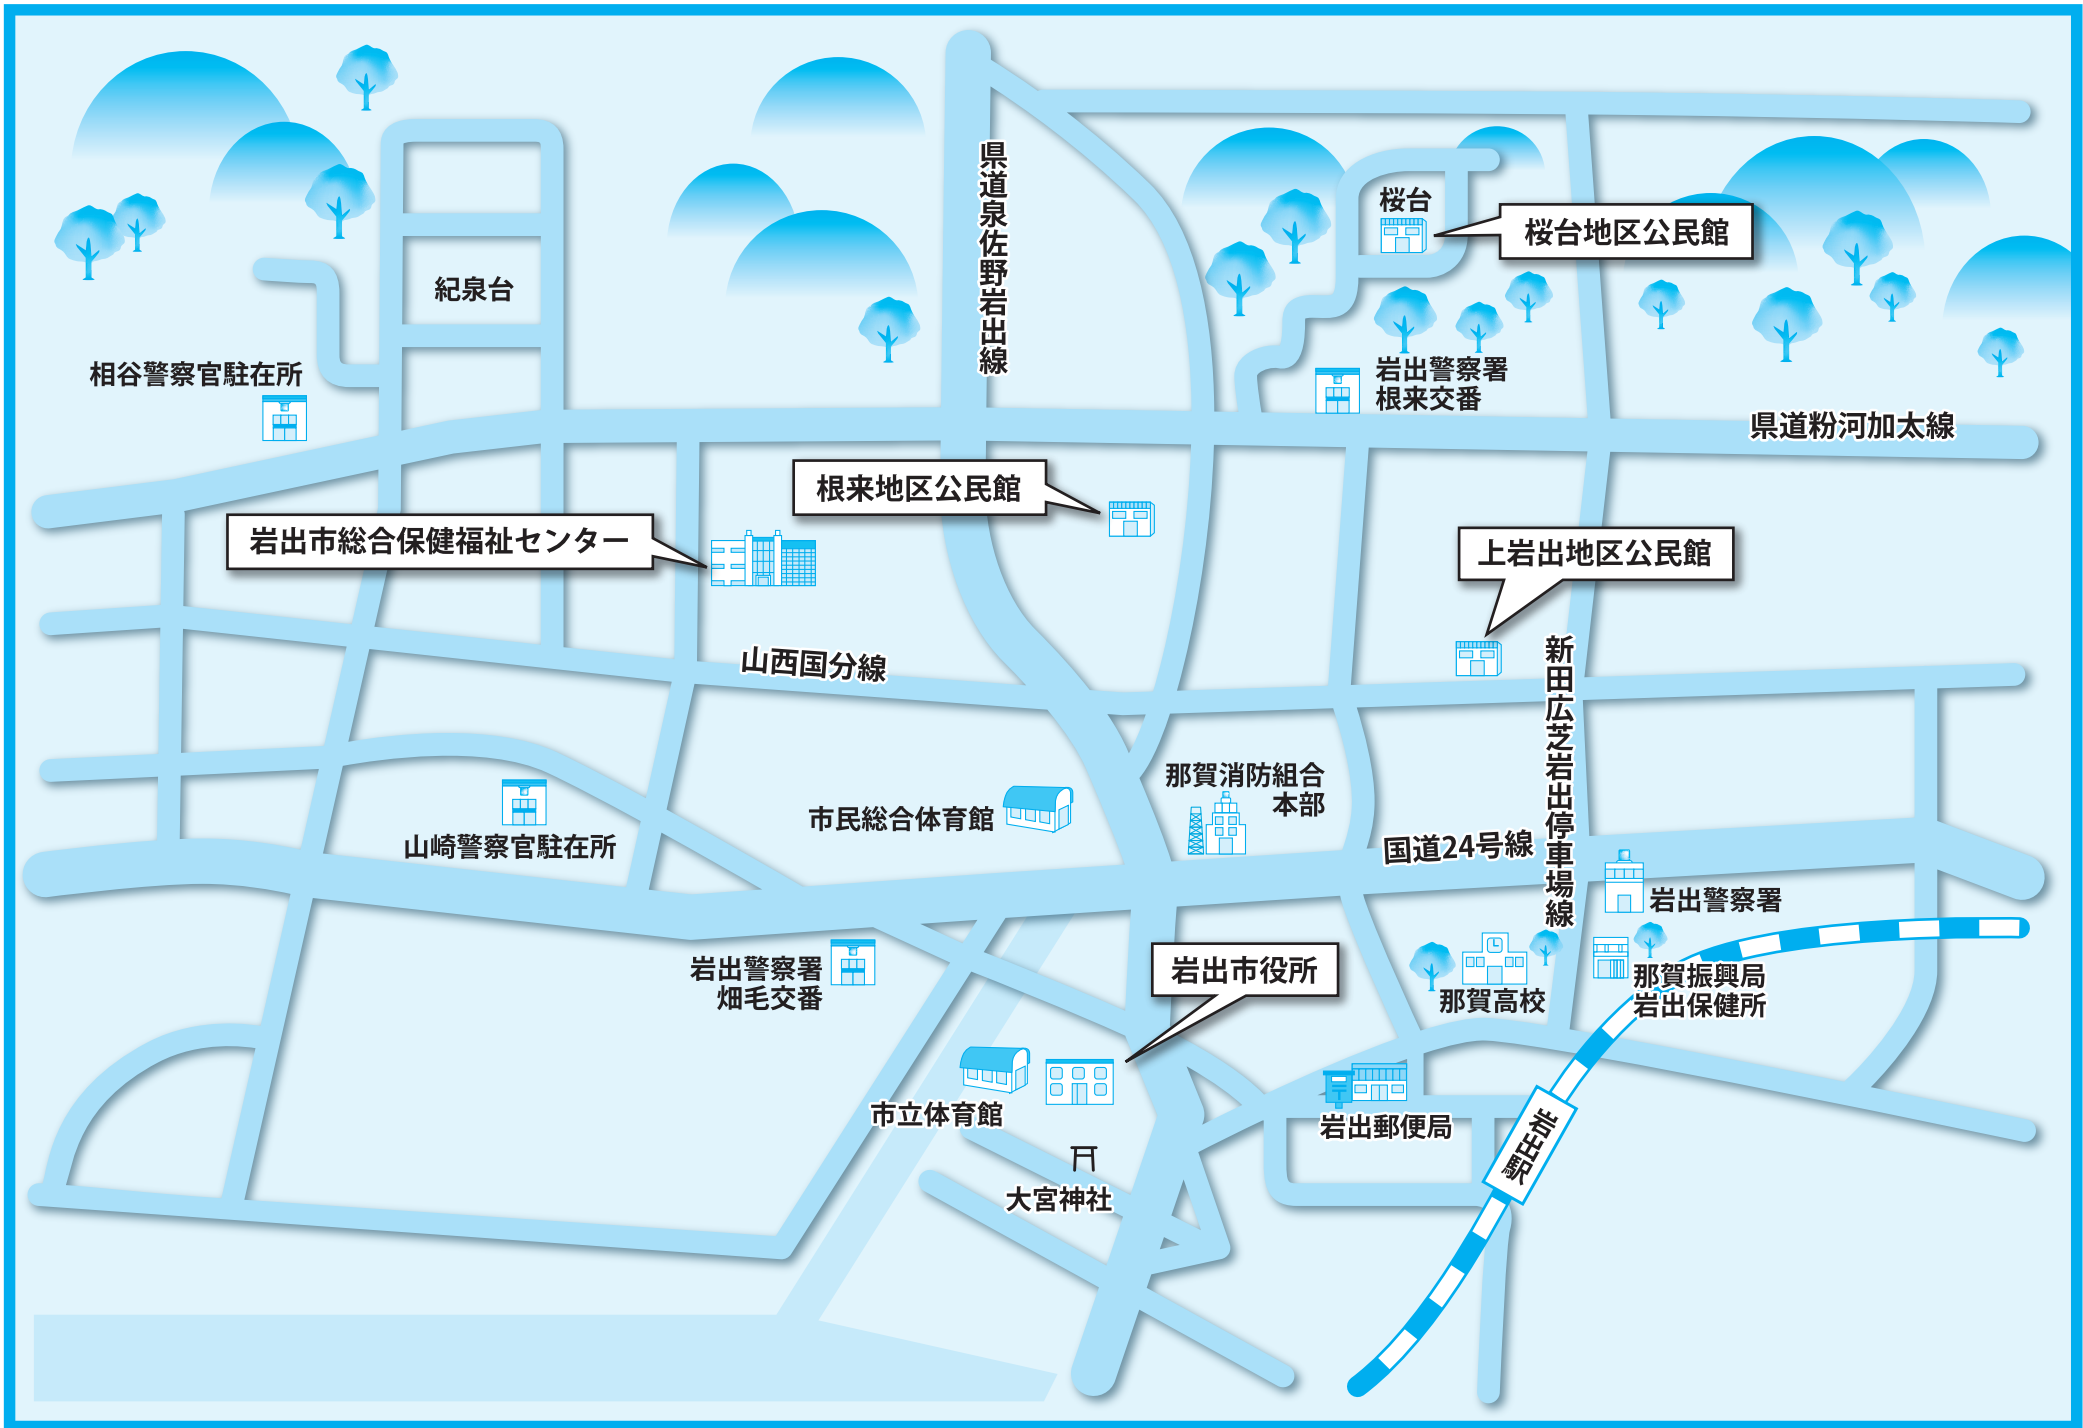 県道泉佐野岩出線
桜台
桜台地区公民館
紀泉台
相谷警察官駐在所
岩出警察署
根来交番
県道粉河加太線
根来地区公民館
岩出市総合保健福祉センター
上岩出地区公民館
山西国分線
新田広芝岩出停車場線
那賀消防組合
本部
市民総合体育館
山崎警察官駐在所
国道24号線
岩出警察署
岩出警察署
畑毛交番
岩出市役所
那賀高校
那賀振興局
岩出保健所
市立体育館
岩出郵便局
岩出駅
大宮神社